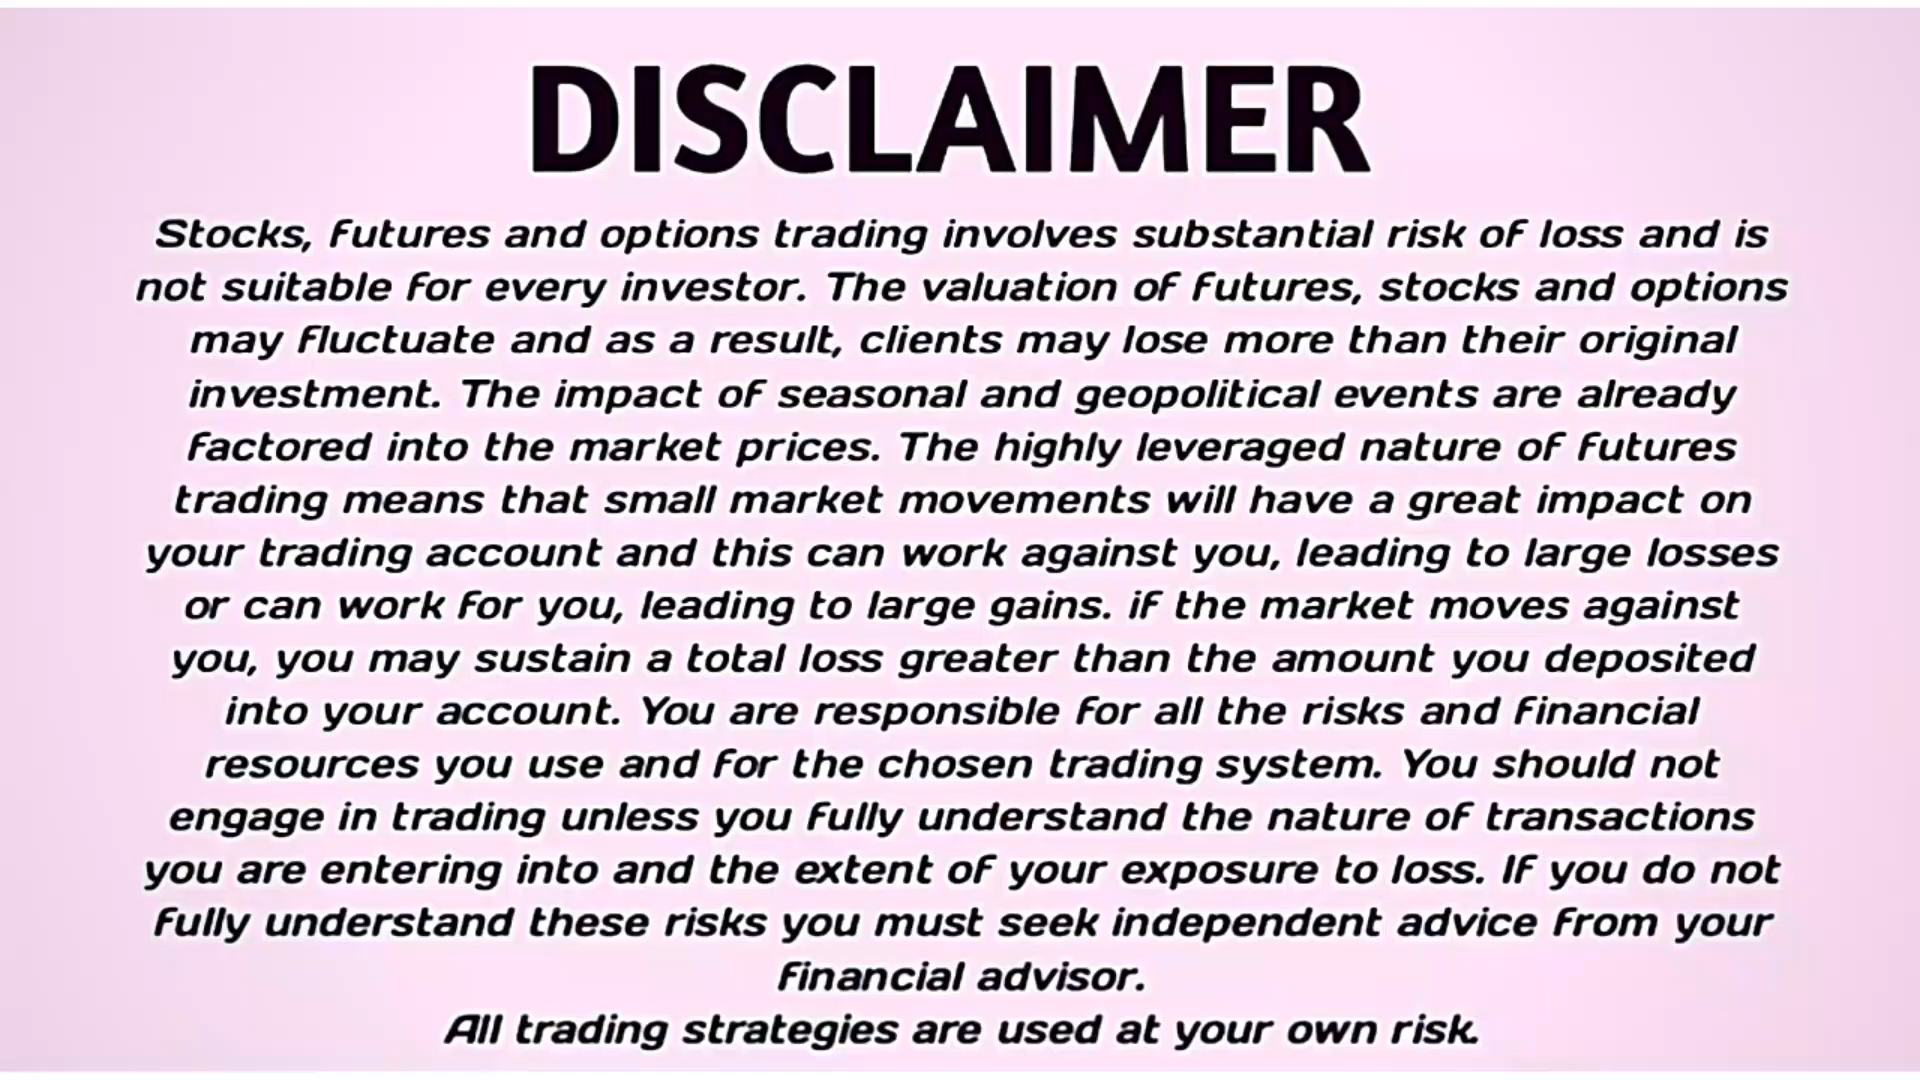 DISCLAIMER
Stocks, futures and options trading involves substantial risk of loss and is
not suitable for every investor. The valuation of futures, stocks and options
may fluctuate and as a result, clients may lose more than their original
investment. The impact of seasonal and geopolitical events are already
factored into the market prices. The highly leveraged nature of futures
trading means that small market movements will have a great impact on
your trading account and this can work against you, leading to large losses
or can work for you, leading to large gains. if the market moves against
you, you may sustain a total loss greater than the amount you deposited
into your account. You are responsible for all the risks and financial
resources you use and for the chosen trading system. You should not
engage in trading unless you fully understand the nature of transactions
you are entering into and the extent of your exposure to loss. If you do not
fully understand these risks you must seek independent advice from your
financial advisor.
All trading strategies are used at your own risk.